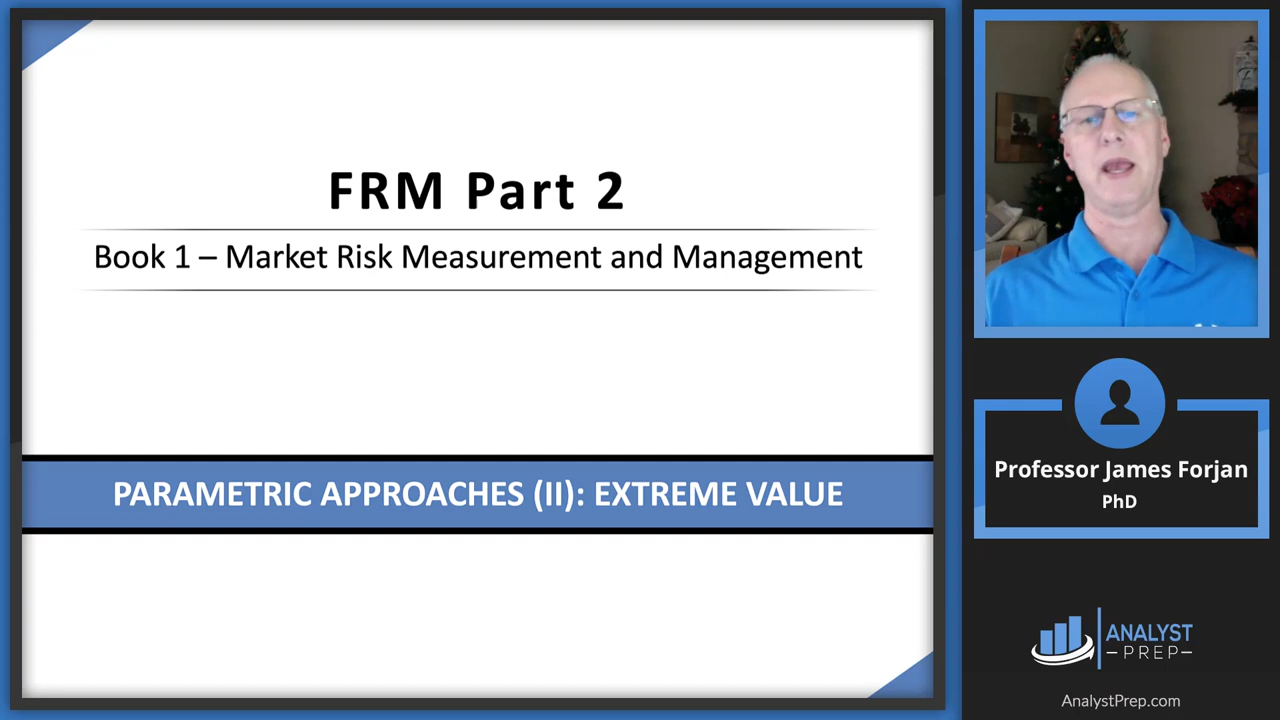 FRM Part 2
Book 1 – Market Risk Measurement and Management
PARAMETRIC APPROACHES (II): EXTREME VALUE
Professor James Forjan
PhD
ANALYST
–PREP–
AnalystPrep.com